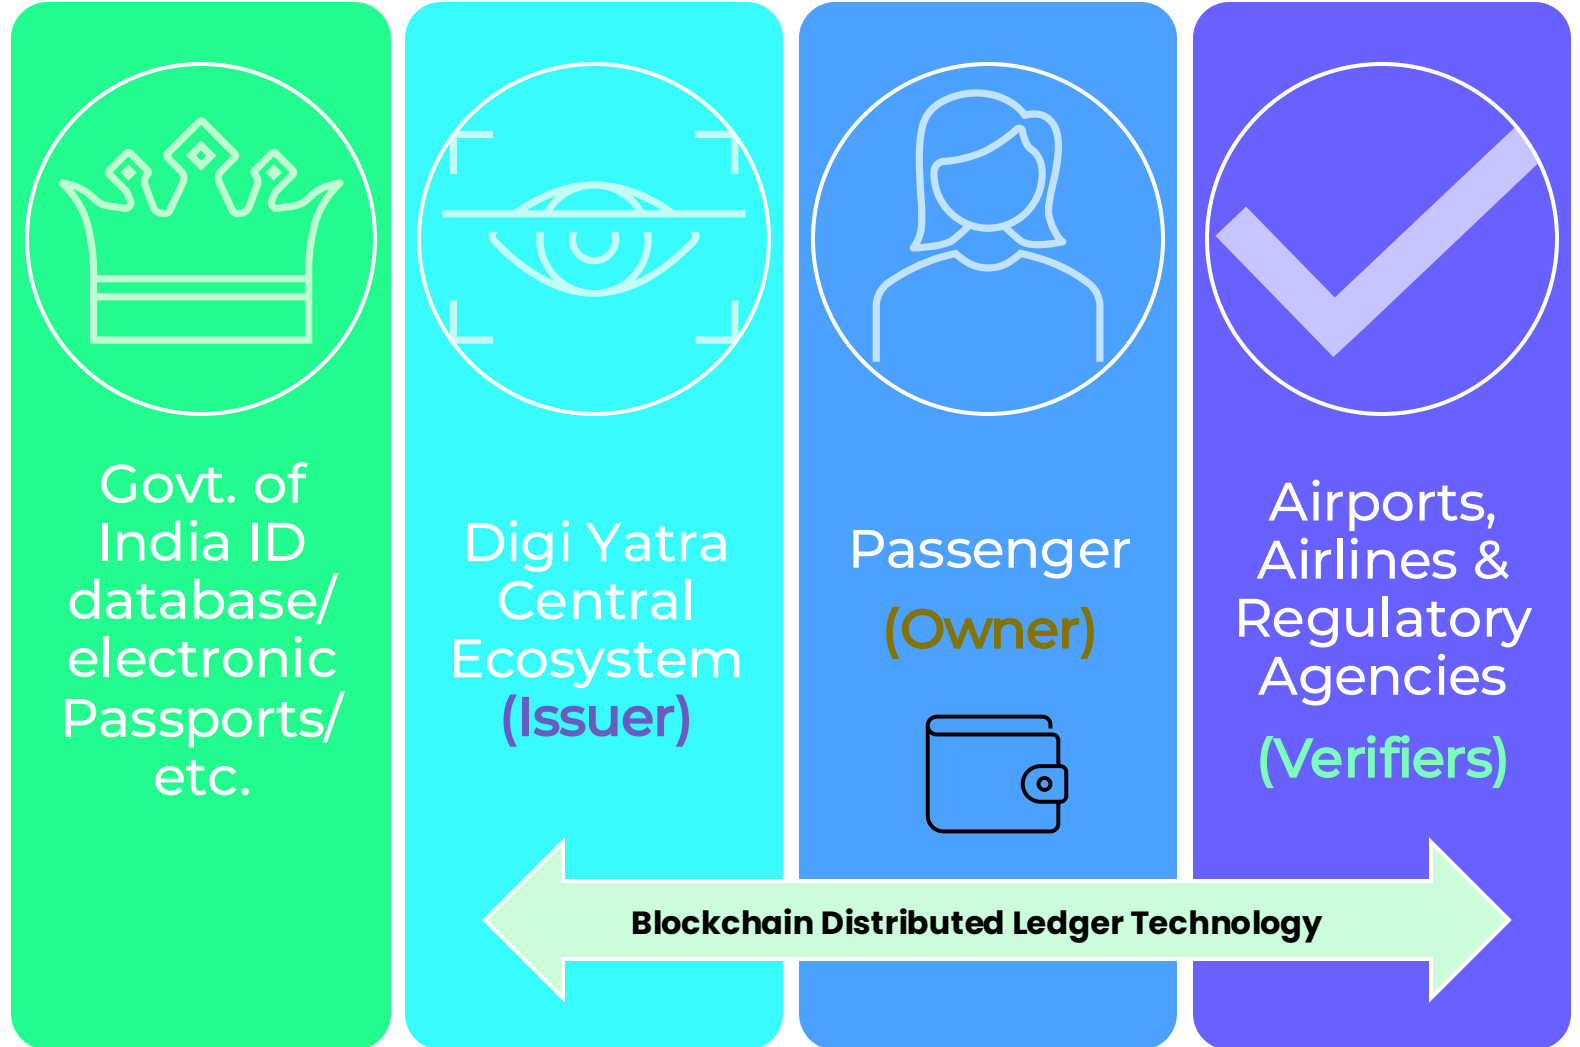 Govt. of
India ID
database/
electronic
Passports/
etc.
Digi Yatra
Central
Ecosystem
(Issuer)
Passenger
(Owner)
Airports,
Airlines &
Regulatory
Agencies
(Verifiers)
Blockchain Distributed Ledger Technology